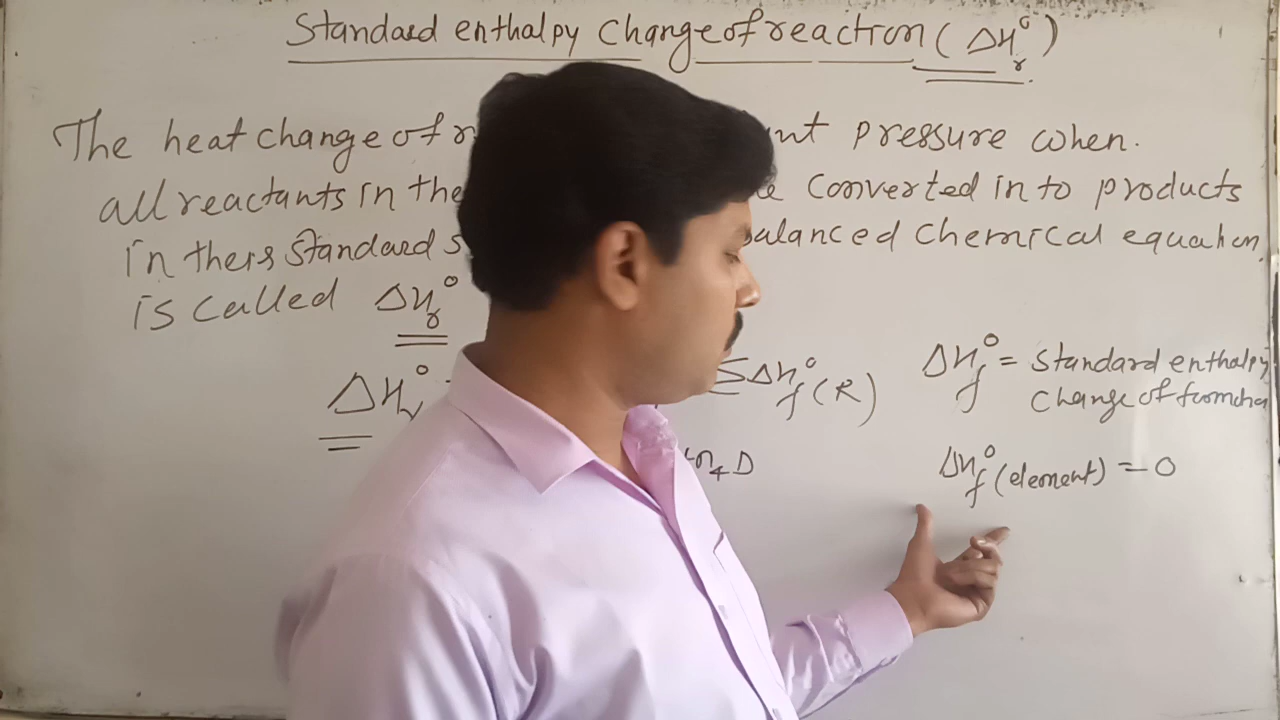 Standard enthalpy Change of reaction ( ΔH°r )
The heat change of r nt pressure when.
all reactants in the e Converted in to products
in thers Standard s balanced Chemical equation.
is called ΔH°r
ΔH°r ΣΔH°f (R)
n4 D
ΔH°f = Standard enthalpy
Change of formation
ΔH°f (element) = 0